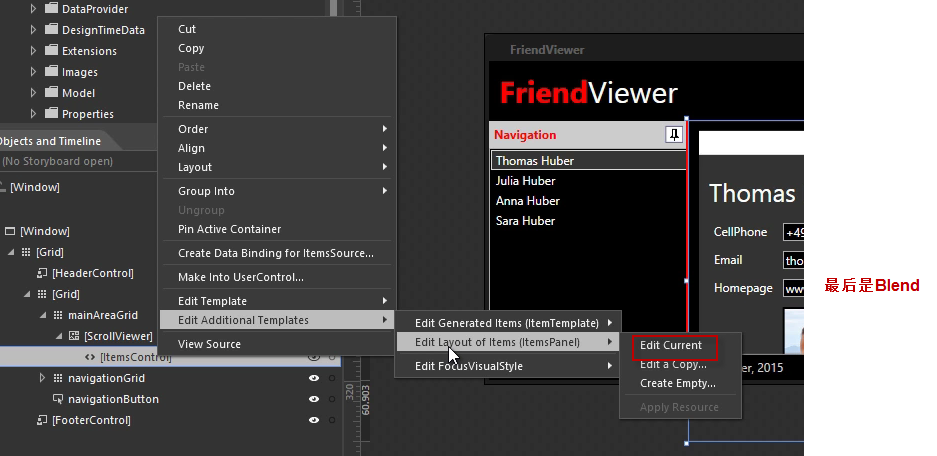 DataProvider
DesignTimeData
Extensions
Images
Model
Properties
Objects and Timeline
(No Storyboard open)
[Window]
[Window]
[Grid]
[HeaderControl]
[Grid]
mainAreaGrid
[ScrollViewer]
[ItemsControl]
navigationGrid
navigationButton
[FooterControl]
Cut
Copy
Paste
Delete
Rename
Order
Align
Layout
Group Into
Ungroup
Pin Active Container
Create Data Binding for ItemsSource...
Make Into UserControl...
Edit Template
Edit Additional Templates
View Source
Edit Generated Items (ItemTemplate)
Edit Layout of Items (ItemsPanel)
Edit FocusVisualStyle
Edit Current
Edit a Copy...
Create Empty...
Apply Resource
320
60.903
FriendViewer
FriendViewer
Navigation
Thomas Huber
Julia Huber
Anna Huber
Sara Huber
Thomas
CellPhone
+49
Email
tho
Homepage
www
, 2015
最后是Blend